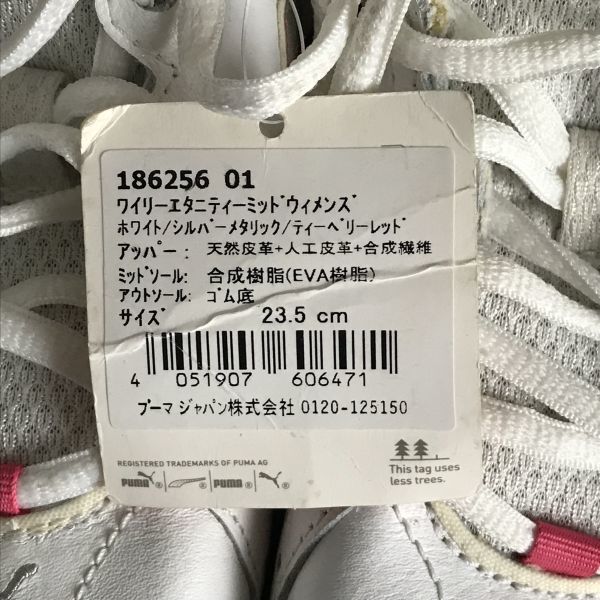 186256 01
ワイリーエタニティーミッドウィメンズ
ホワイト/シルバーメタリック/ティーベリーレッド
アッパー: 天然皮革+人工皮革+合成繊維
ミッドソール: 合成樹脂(EVA樹脂)
アウトソール: ゴム底
サイズ 23.5 cm
4 051907 606471
プーマ ジャパン株式会社 0120-125150
REGISTERED TRADEMARKS OF PUMA AG
This tag uses
less trees.
PUMA® ® PUMA® ®